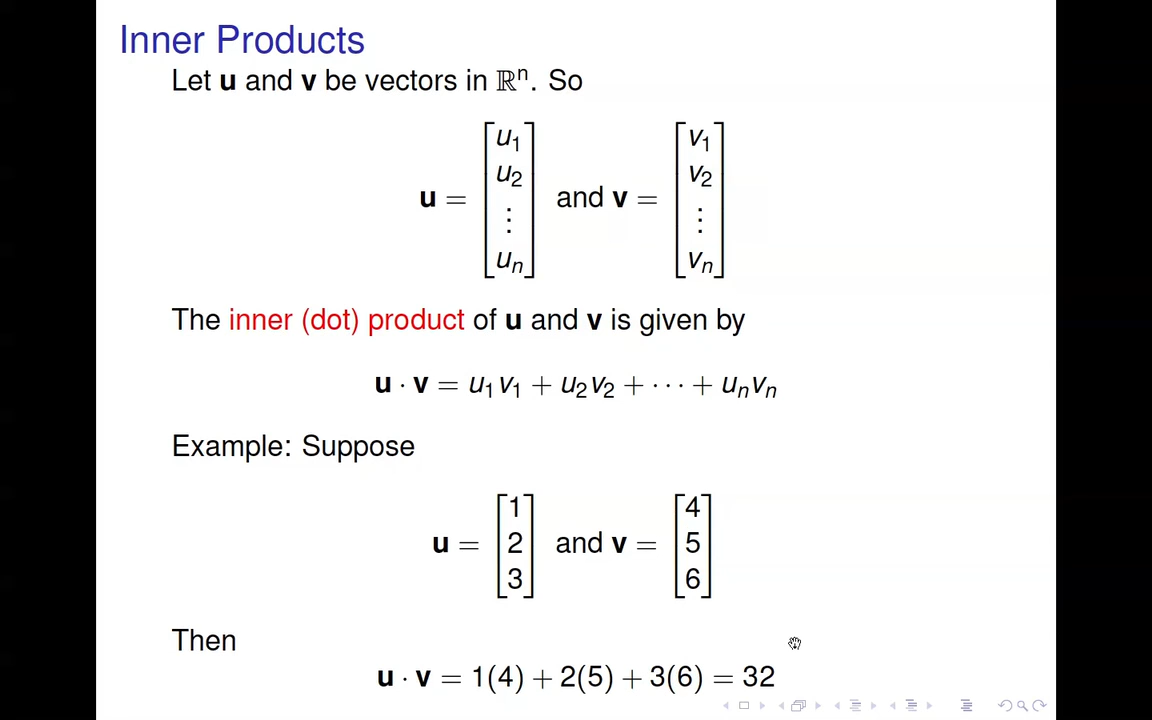 Inner Products
Let u and v be vectors in ℝⁿ. So
u = [u₁ u₂ ⋮ uₙ] and v = [v₁ v₂ ⋮ vₙ]
The inner (dot) product of u and v is given by
u · v = u₁v₁ + u₂v₂ + ··· + uₙvₙ
Example: Suppose
u = [1 2 3] and v = [4 5 6]
Then
u · v = 1(4) + 2(5) + 3(6) = 32